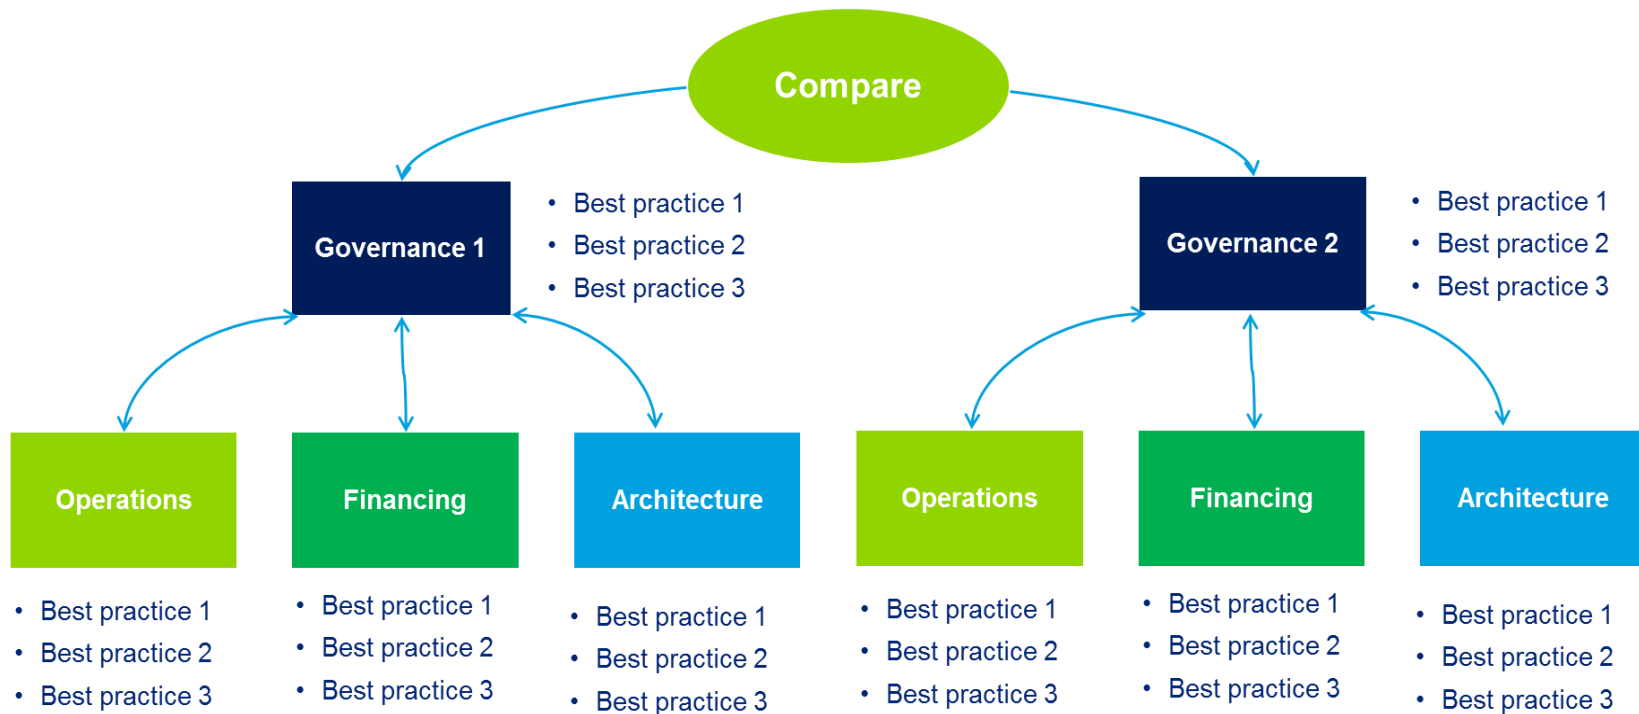 Compare
Governance 1
• Best practice 1
• Best practice 2
• Best practice 3
Governance 2
• Best practice 1
• Best practice 2
• Best practice 3
Operations
• Best practice 1
• Best practice 2
• Best practice 3
Financing
• Best practice 1
• Best practice 2
• Best practice 3
Architecture
• Best practice 1
• Best practice 2
• Best practice 3
Operations
• Best practice 1
• Best practice 2
• Best practice 3
Financing
• Best practice 1
• Best practice 2
• Best practice 3
Architecture
• Best practice 1
• Best practice 2
• Best practice 3